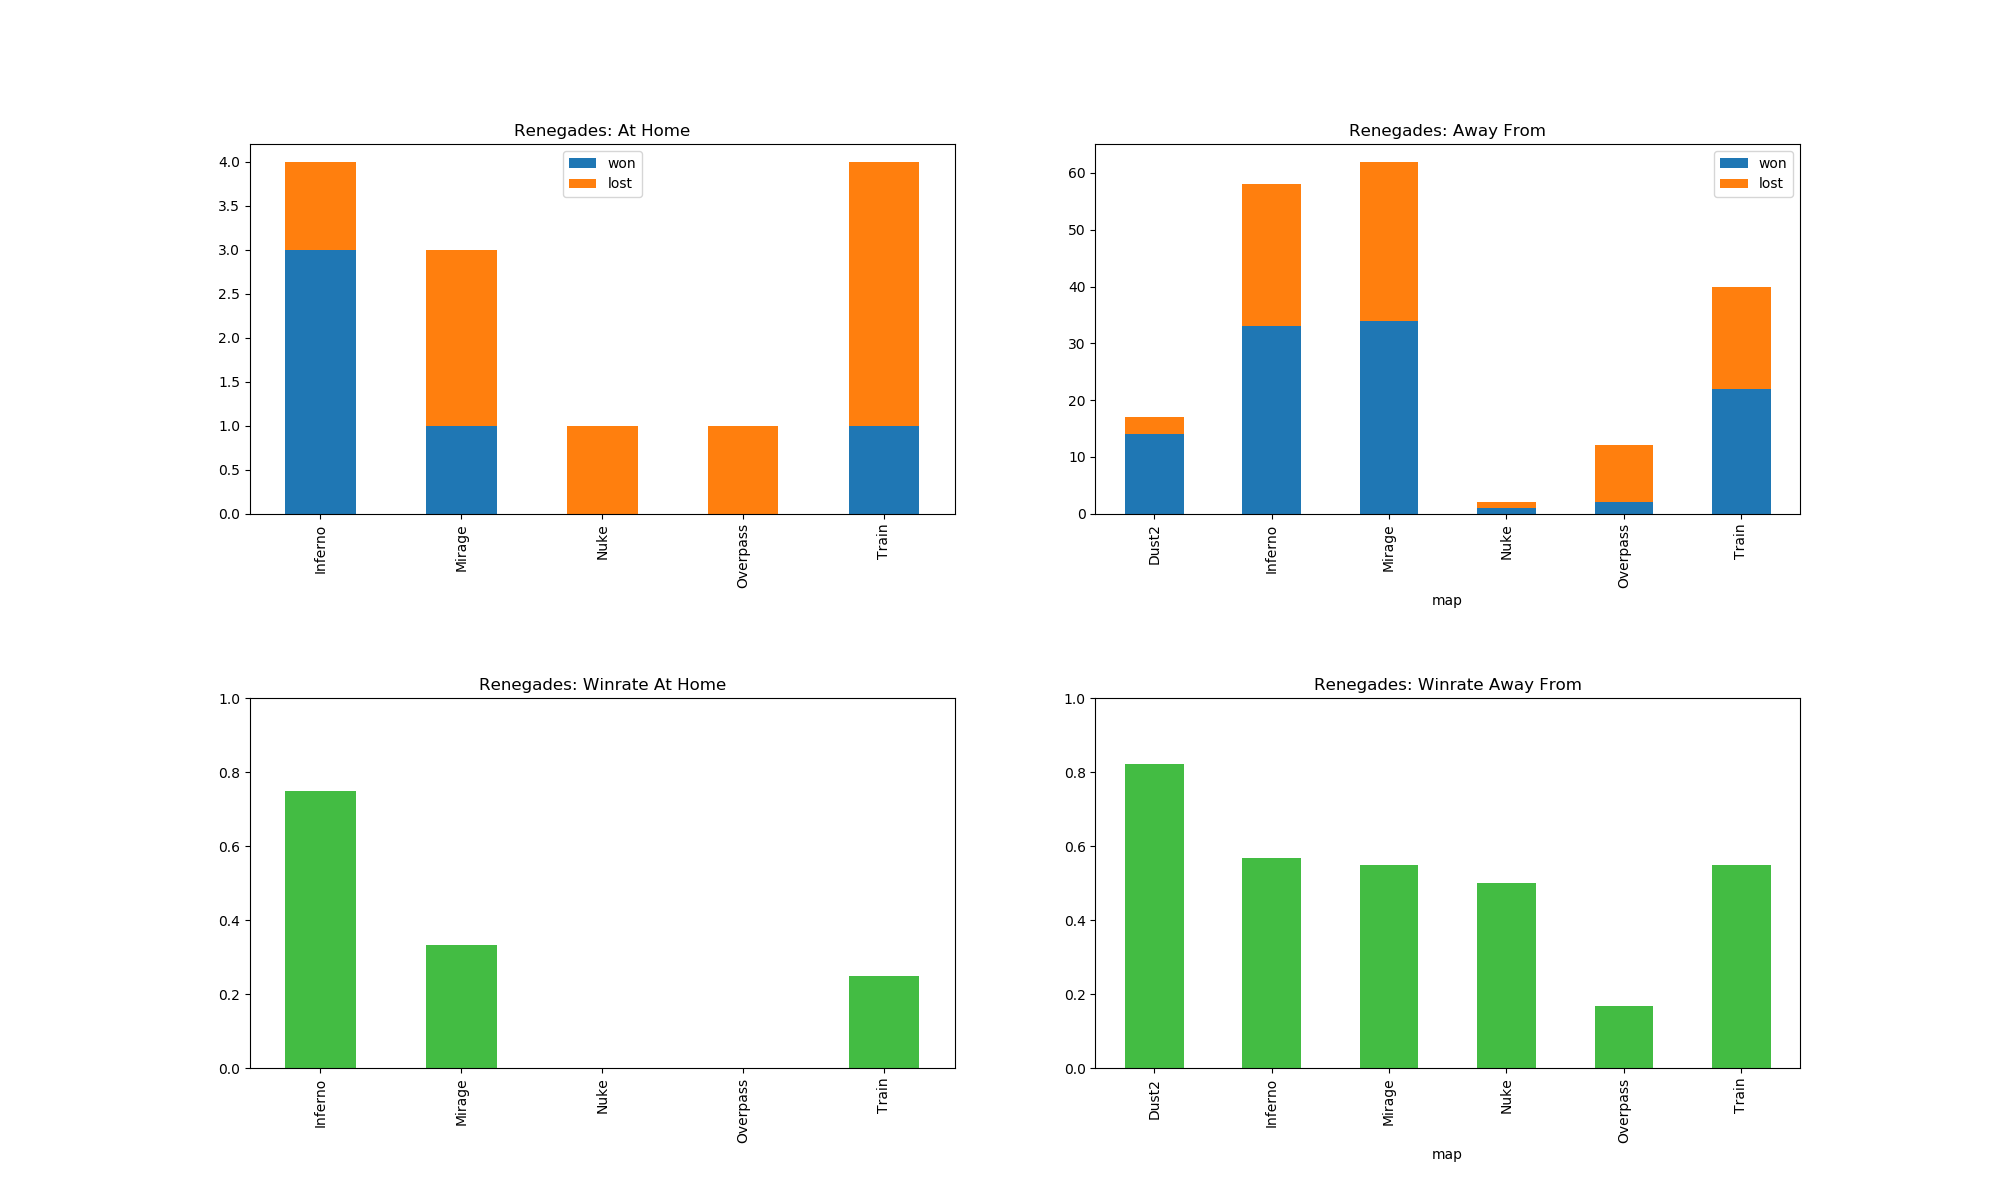 Renegades: At Home
4.0
3.5
3.0
2.5
2.0
1.5
1.0
0.5
0.0
won
lost
Inferno
Mirage
Nuke
Overpass
Train
Renegades: Away From
60
50
40
30
20
10
0
won
lost
Dust2
Inferno
Mirage
Nuke
Overpass
Train
map
Renegades: Winrate At Home
1.0
0.8
0.6
0.4
0.2
0.0
Inferno
Mirage
Nuke
Overpass
Train
Renegades: Winrate Away From
1.0
0.8
0.6
0.4
0.2
0.0
Dust2
Inferno
Mirage
Nuke
Overpass
Train
map